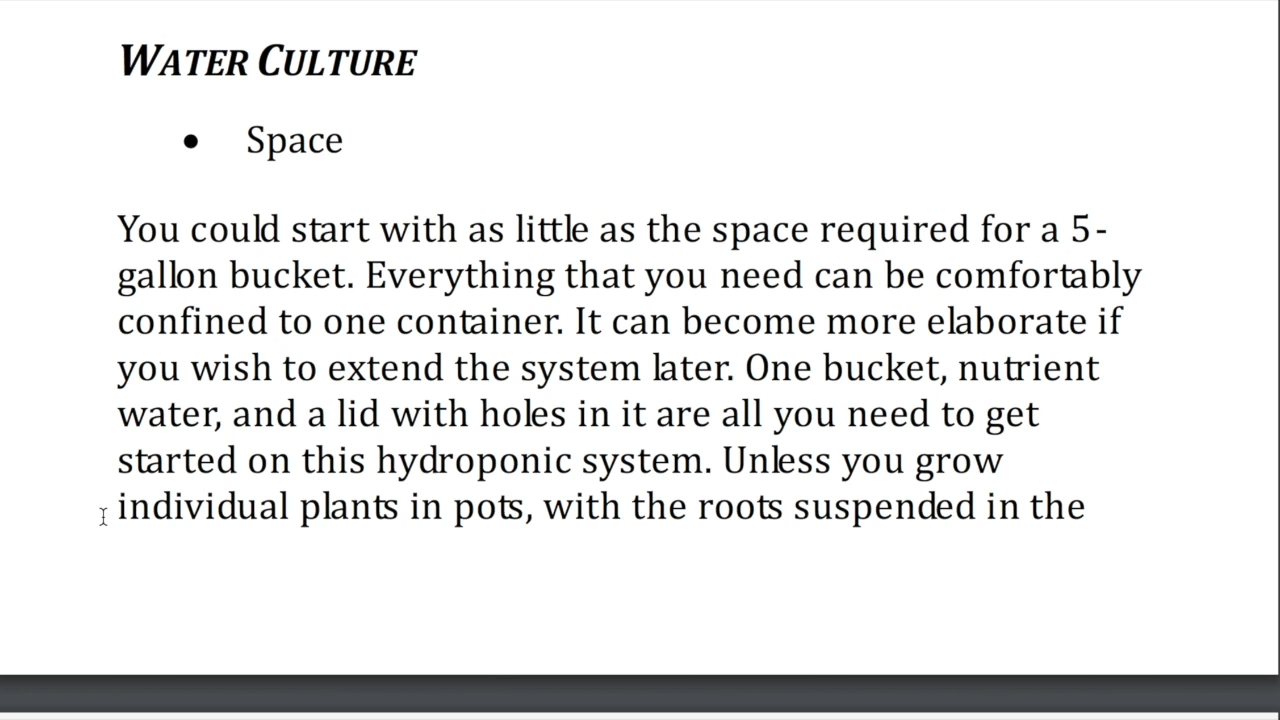 WATER CULTURE
• Space
You could start with as little as the space required for a 5-
gallon bucket. Everything that you need can be comfortably
confined to one container. It can become more elaborate if
you wish to extend the system later. One bucket, nutrient
water, and a lid with holes in it are all you need to get
started on this hydroponic system. Unless you grow
individual plants in pots, with the roots suspended in the